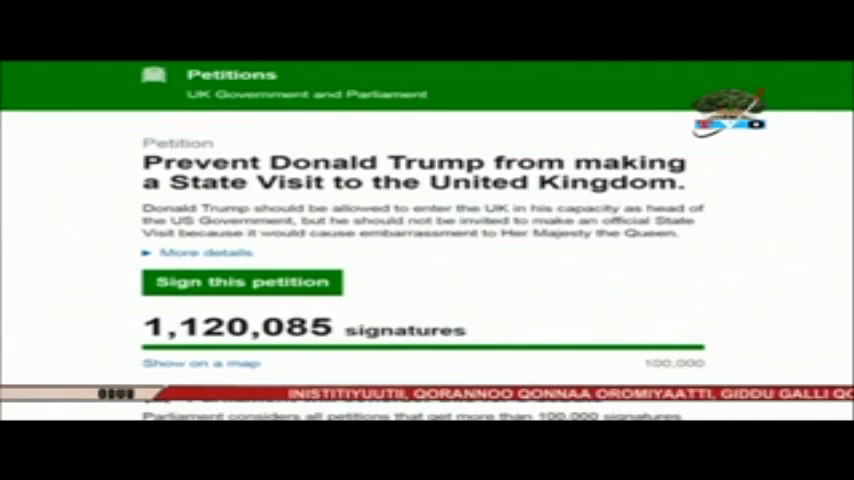 Petitions
UK Government and Parliament
TVO
Petition
Prevent Donald Trump from making
a State Visit to the United Kingdom.
Donald Trump should be allowed to enter the UK in his capacity as head of
the US Government, but he should not be invited to make an official State
Visit because it would cause embarrassment to Her Majesty the Queen.
► More details
Sign this petition
1,120,085 signatures
Show on a map 100,000
ODUU INISTITIYUUTII, QORANNOO QONNAA OROMIYAATTI, GIDDU GALLI QO
Parliament considers all petitions that get more than 100,000 signatures